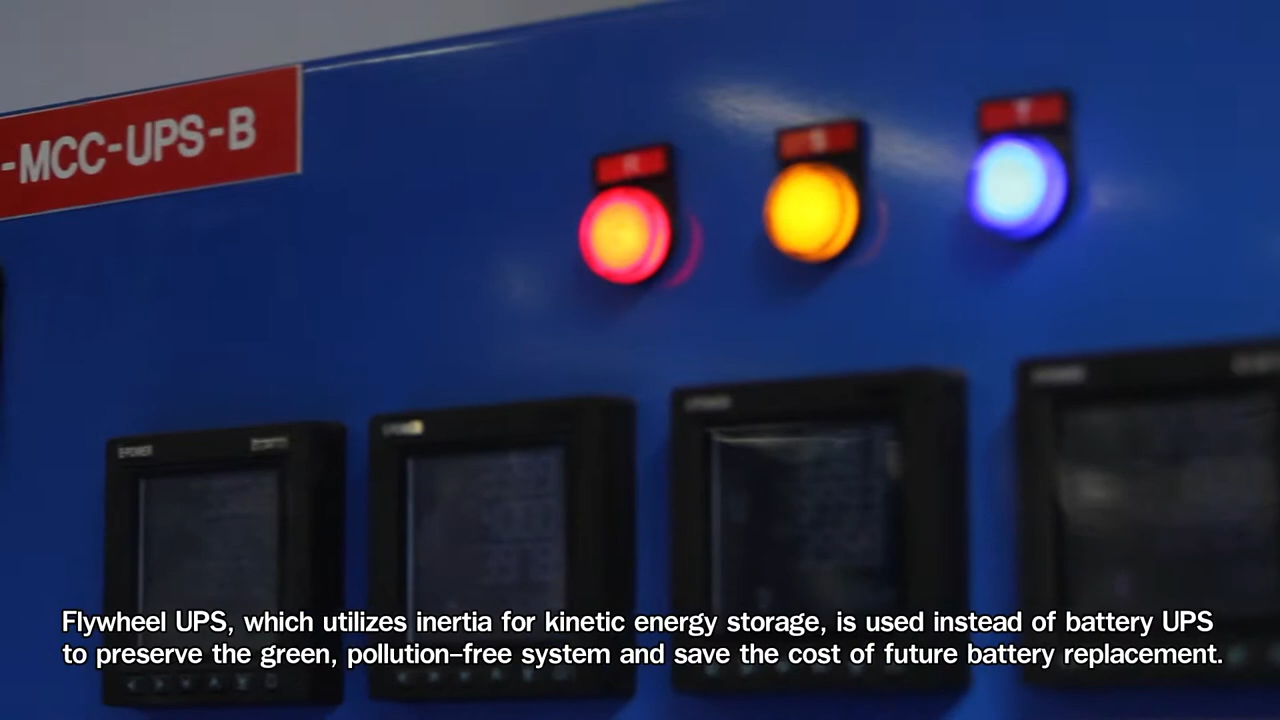 -MCC-UPS-B
R
S
T
Flywheel UPS, which utilizes inertia for kinetic energy storage, is used instead of battery UPS
to preserve the green, pollution-free system and save the cost of future battery replacement.